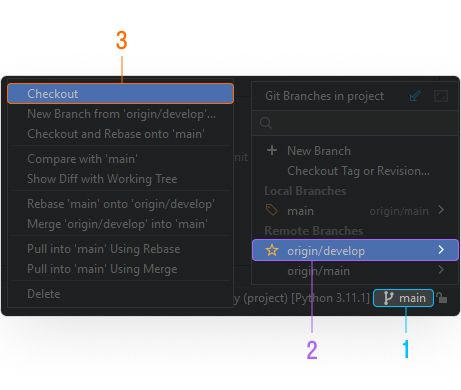 3
Checkout
New Branch from 'origin/develop'...
Checkout and Rebase onto 'main'
Compare with 'main'
Show Diff with Working Tree
Rebase 'main' onto 'origin/develop'
Merge 'origin/develop' into 'main'
Pull into 'main' Using Rebase
Pull into 'main' Using Merge
Delete
Git Branches in project
New Branch
Checkout Tag or Revision...
Local Branches
main origin/main
Remote Branches
origin/develop
origin/main
(project) [Python 3.11.1] main
2
1